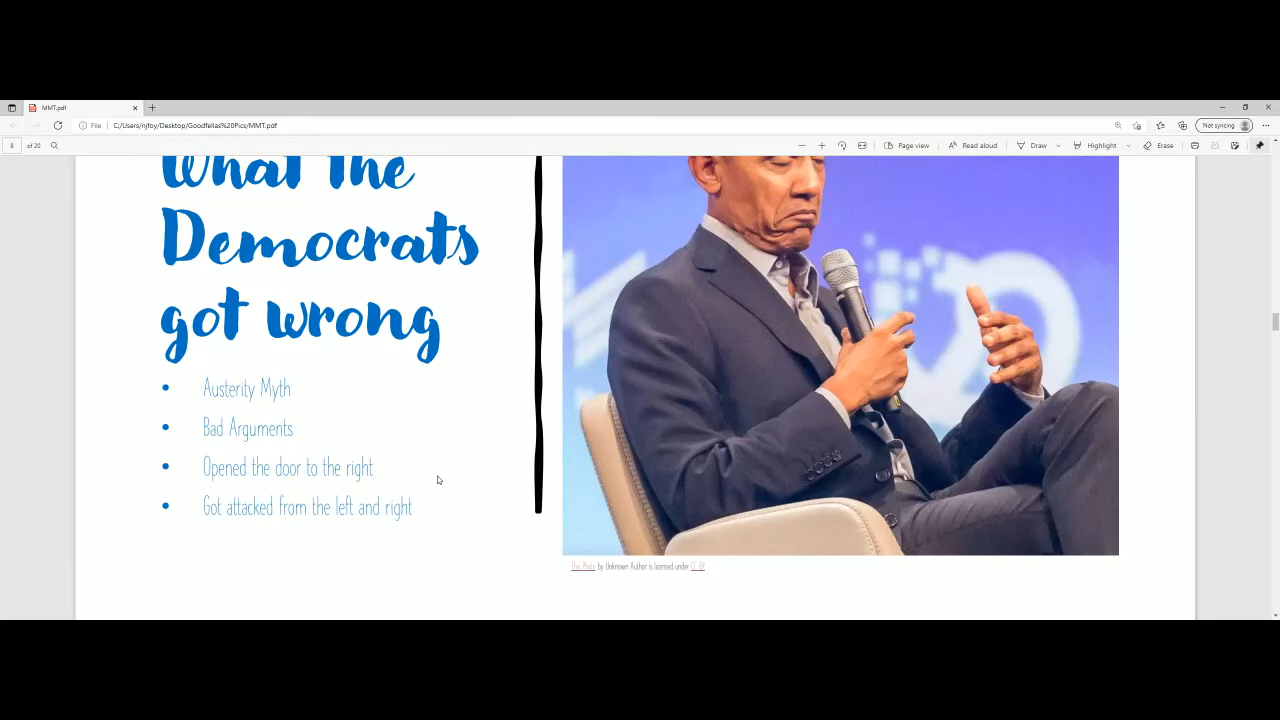 MMT.pdf
File
C:/Users/njfoy/Desktop/Goodfellas%20Pics/MMT.pdf
Not syncing
8
of 20
Page view
Read aloud
Draw
Highlight
Erase
What the
Democrats
got wrong
• Austerity Myth
• Bad Arguments
• Opened the door to the right
• Got attacked from the left and right
20
This Photo by Unknown Author is licensed under CC BY